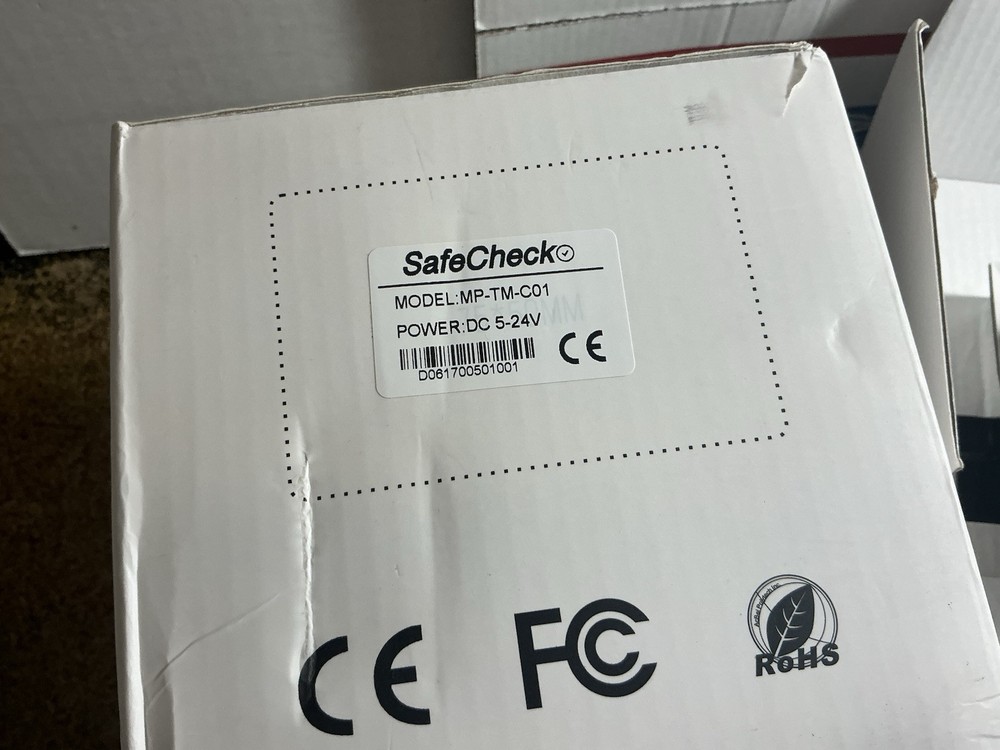 SafeCheck
MODEL:MP-TM-C01
POWER:DC 5-24V
CE
D061700501001
CE
FC
RoHS